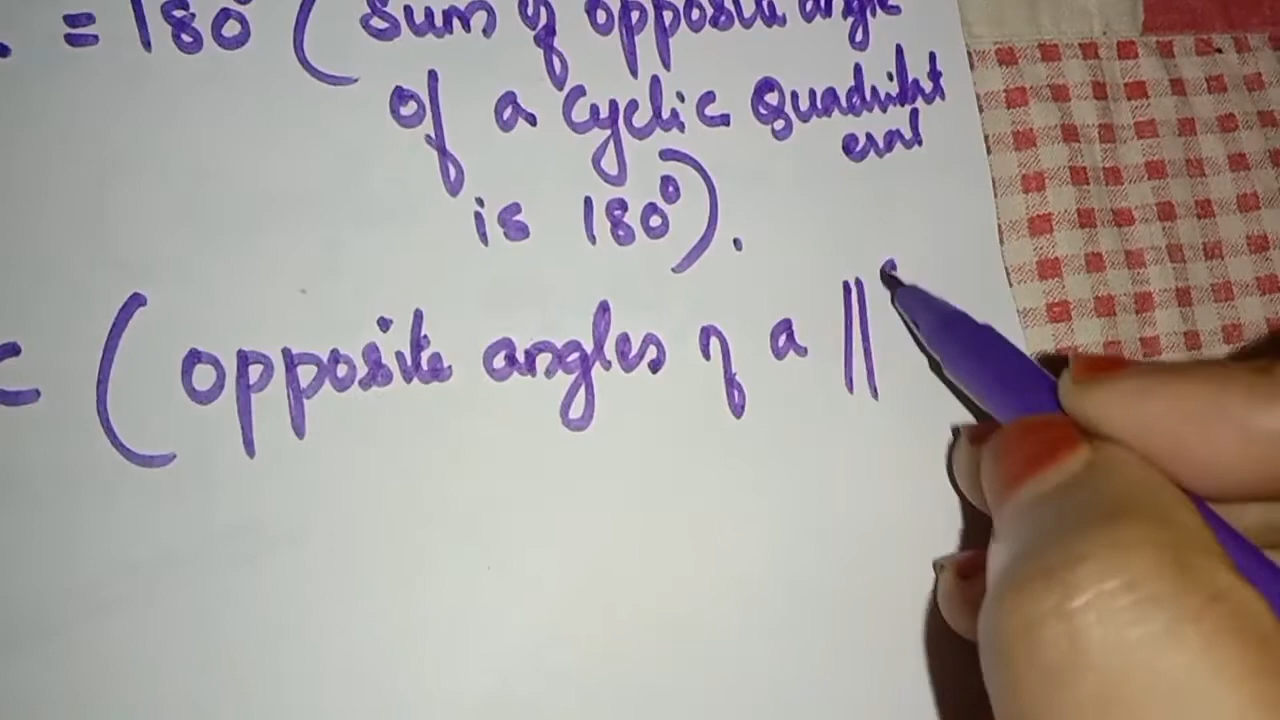 = 180° (Sum of opposite angle
of a cyclic Quadrilat
eral
is 180°).
(opposite angles of a ||